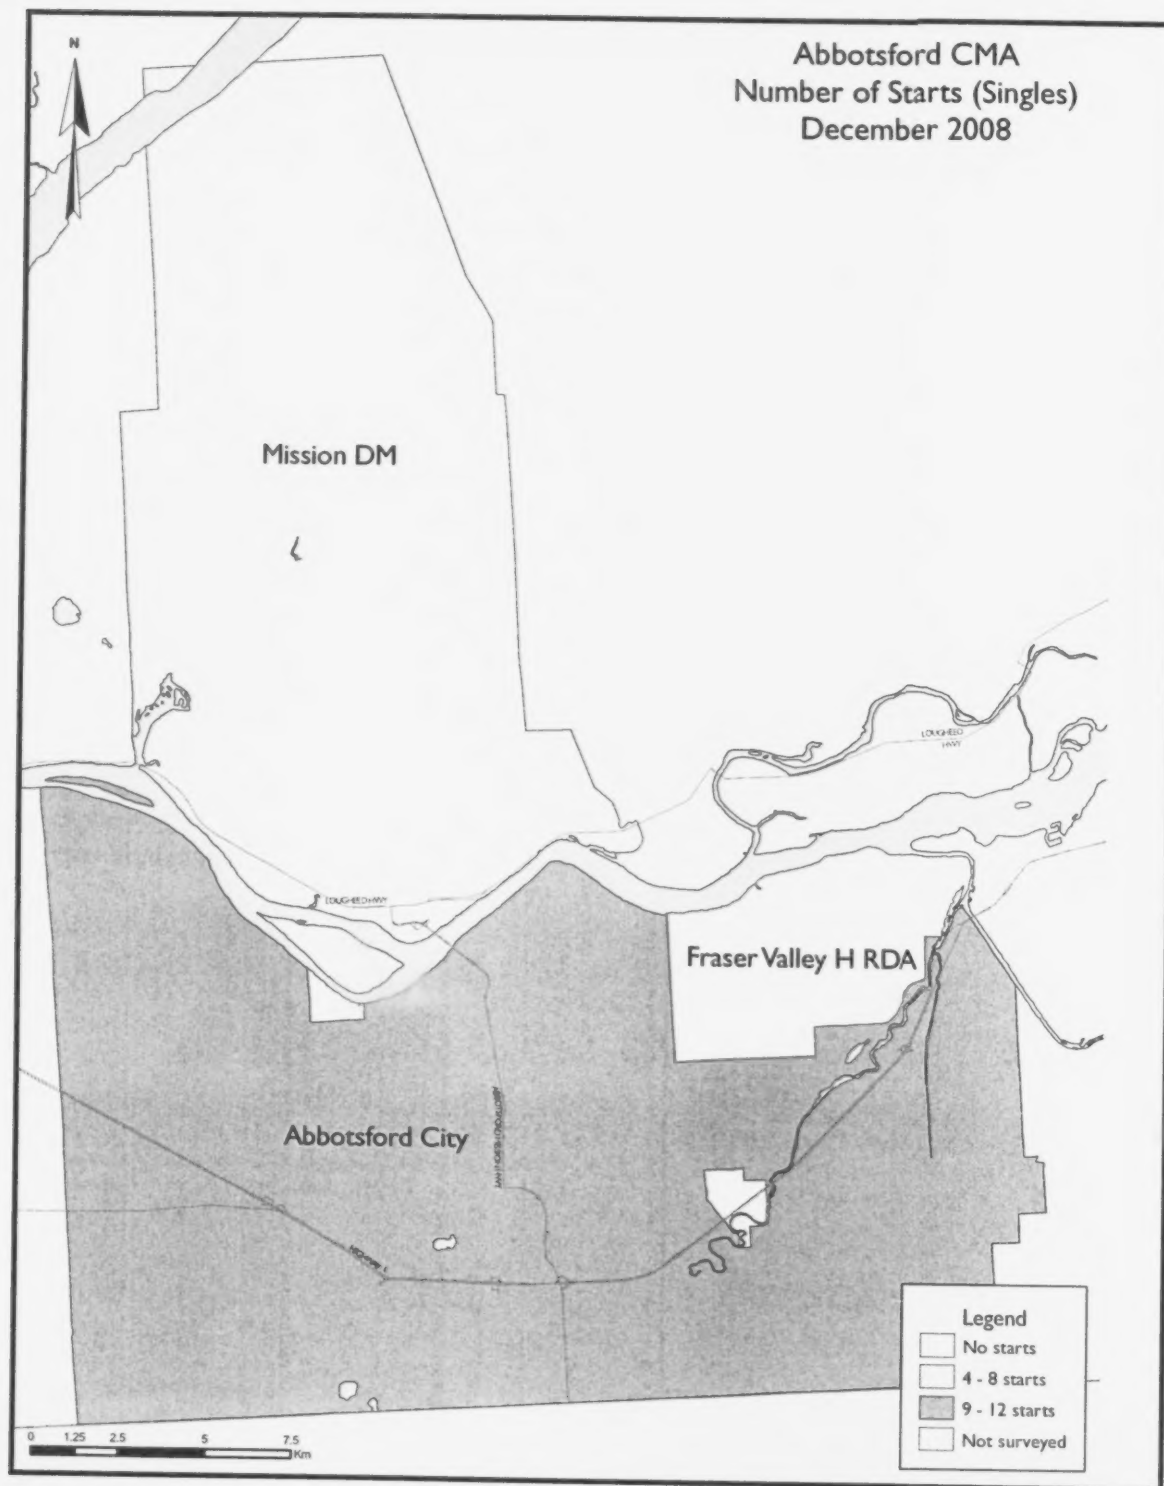 N
Abbotsford CMA
Number of Starts (Singles)
December 2008
Mission DM
LOUGHEED
HWY
LOUGHEED HWY
Fraser Valley H RDA
Abbotsford City
HIGHWAY 1
Legend
No starts
4 - 8 starts
9 - 12 starts
Not surveyed
0 1.25 2.5 5 7.5
Km